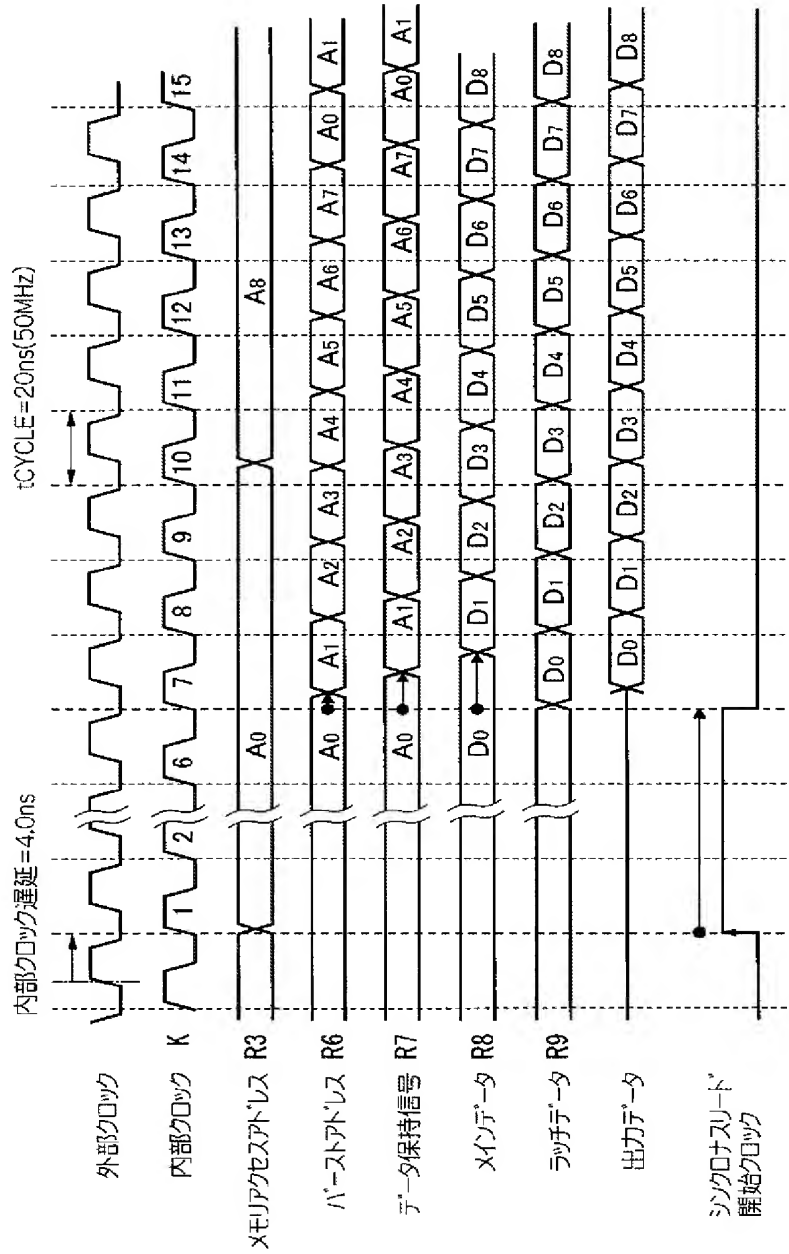 内部クロック遅延=4.0ns
tCYCLE=20ns(50MHz)
外部クロック
内部クロック K
1 2 6 7 8 9 10 11 12 13 14 15
メモリアクセスアドレス R3
A0 A8
バーストアドレス R6
A0 A1 A2 A3 A4 A5 A6 A7 A0 A1
データ保持信号 R7
A0 A1 A2 A3 A4 A5 A6 A7 A0 A1
メインデータ R8
D0 D1 D2 D3 D4 D5 D6 D7 D8
ラッチデータ R9
D0 D1 D2 D3 D4 D5 D6 D7 D8
出力データ
D0 D1 D2 D3 D4 D5 D6 D7 D8
シンクロナスリード
開始クロック